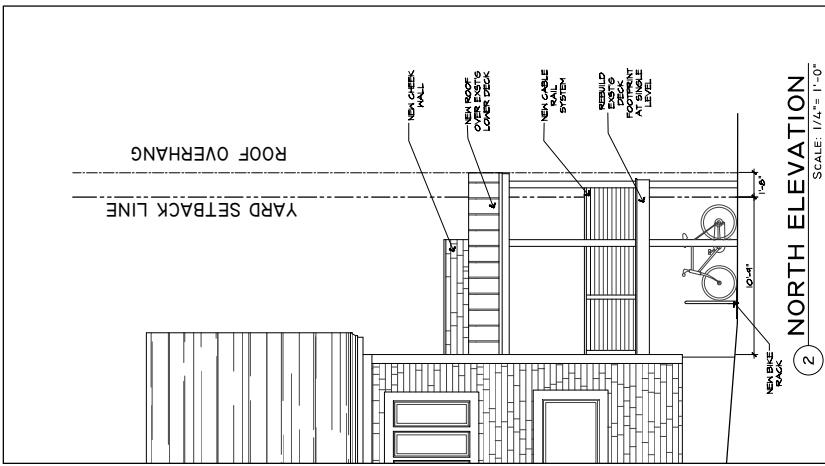 ROOF OVERHANG
YARD SETBACK LINE
NEW CHEEK
WALL
NEW ROOF
OVER EXST'G
LOWER DECK
NEW CABLE
RAIL
SYSTEM
REBUILD
EXST'G
DECK
FOOTPRINT
AT SINGLE
LEVEL
1'-8"
10'-4"
NEW BIKE
RACK
2
NORTH ELEVATION
SCALE: 1/4"= 1'-0"